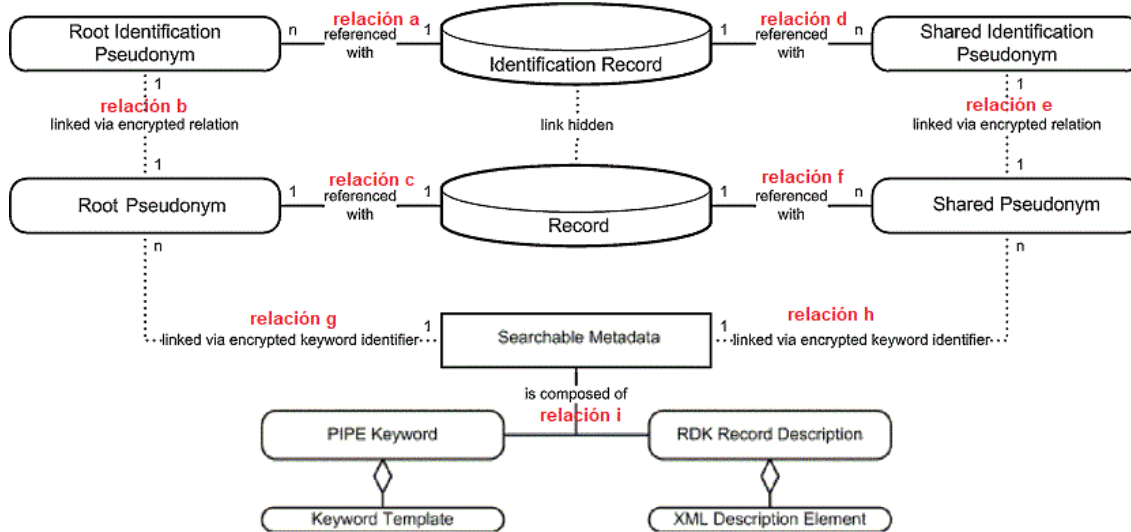 Root Identification
Pseudonym
n
relación a
referenced
with
1
Identification Record
1
relación d
referenced
with
n
Shared Identification
Pseudonym
1
relación b
linked via encrypted relation
1
link hidden
1
relación e
linked via encrypted relation
1
Root Pseudonym
1
relación c
referenced
with
1
Record
1
relación f
referenced
with
n
Shared Pseudonym
n
n
relación g
linked via encrypted keyword identifier
1
Searchable Metadata
1
relación h
linked via encrypted keyword identifier
is composed of
relación i
PIPE Keyword
RDK Record Description
Keyword Template
XML Description Element